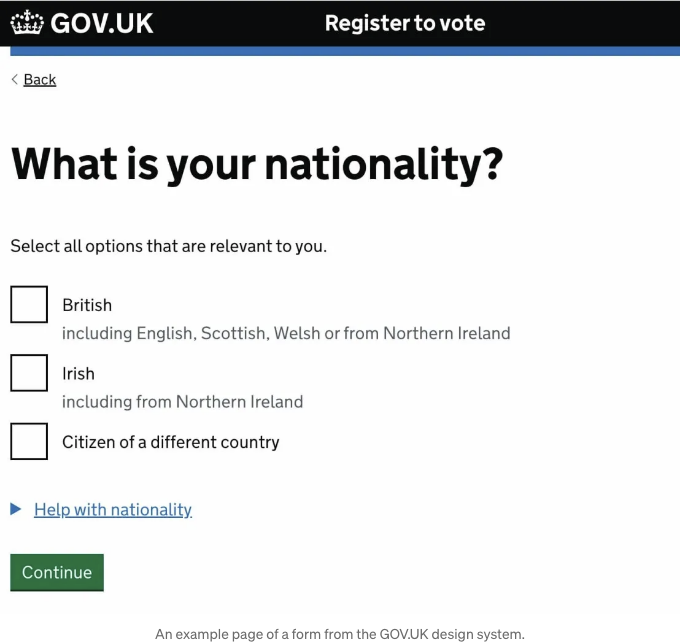 GOV.UK
Register to vote
Back
What is your nationality?
Select all options that are relevant to you.
British
including English, Scottish, Welsh or from Northern Ireland
Irish
including from Northern Ireland
Citizen of a different country
Help with nationality
Continue
An example page of a form from the GOV.UK design system.